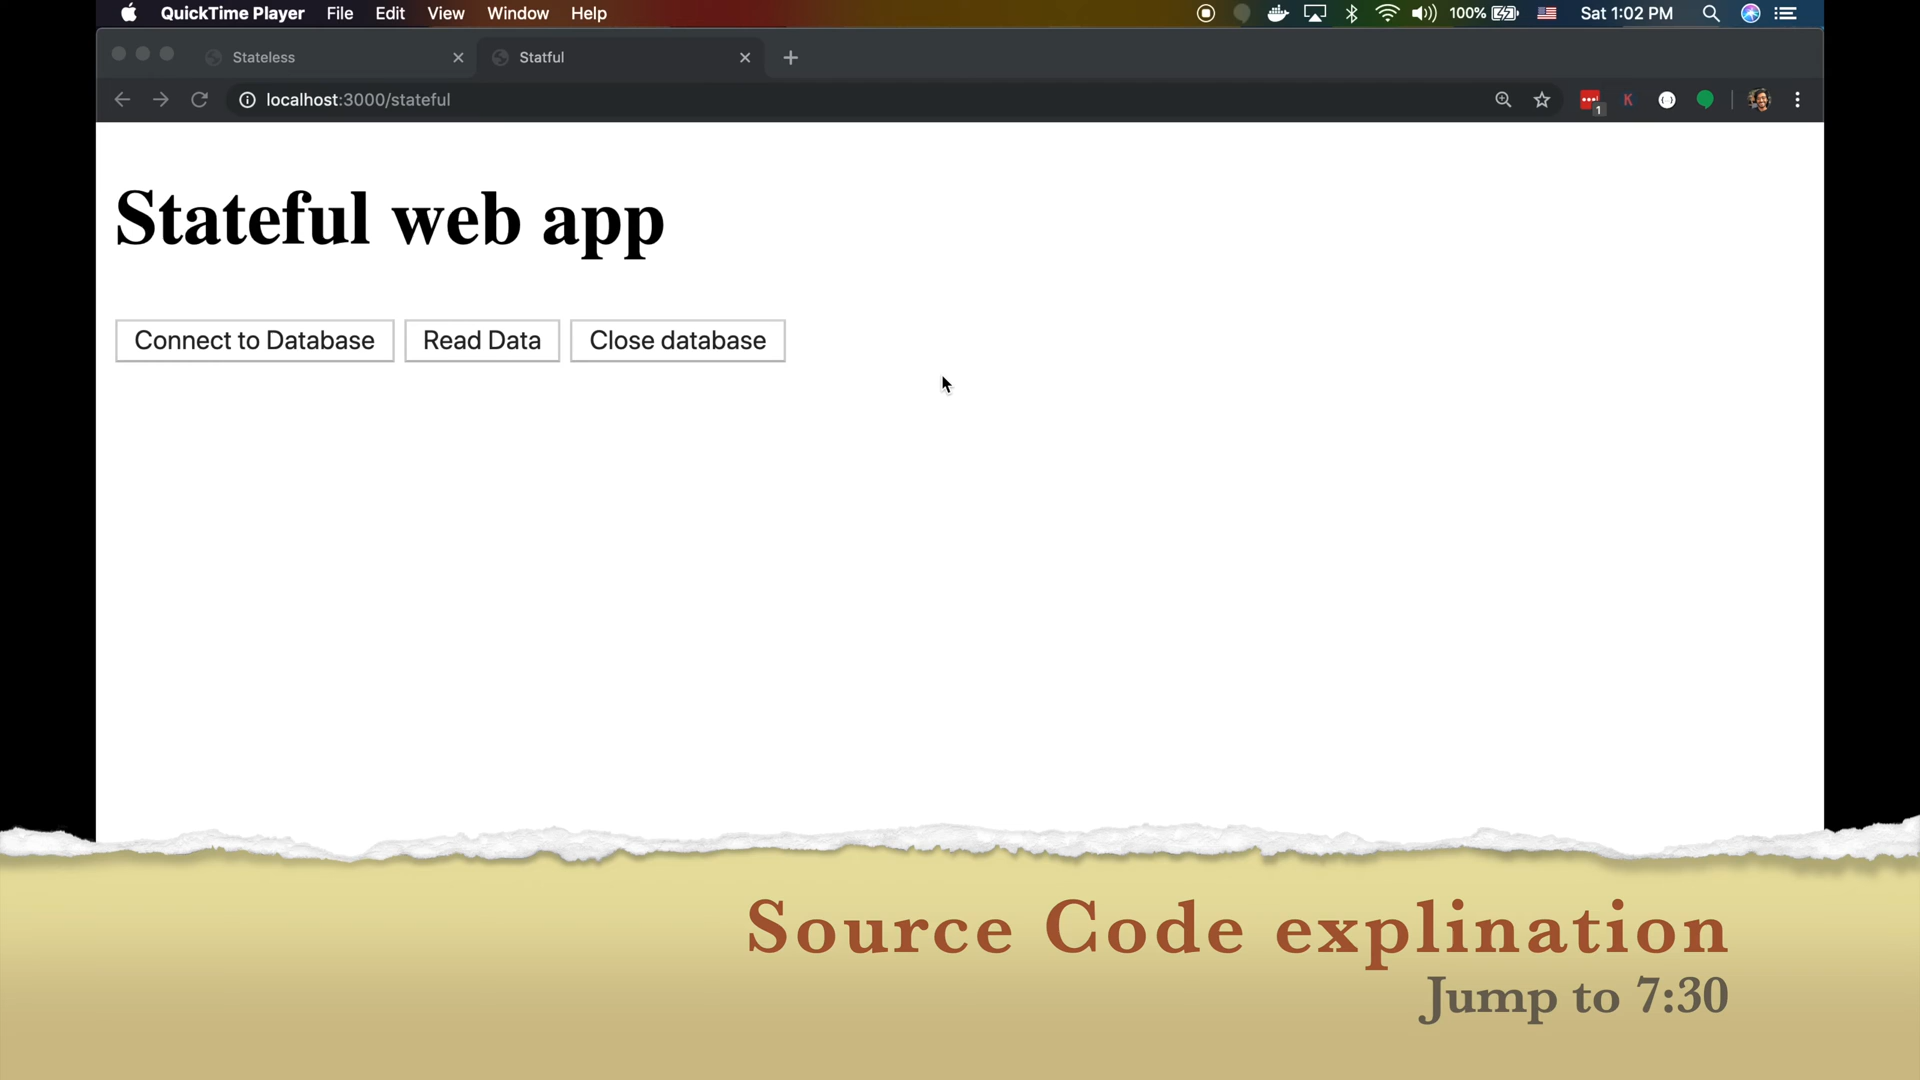 QuickTime Player File Edit View Window Help 100% Sat 1:02 PM
Stateless Statful
localhost:3000/stateful
1
Stateful web app
Connect to Database Read Data Close database
Source Code explination
Jump to 7:30